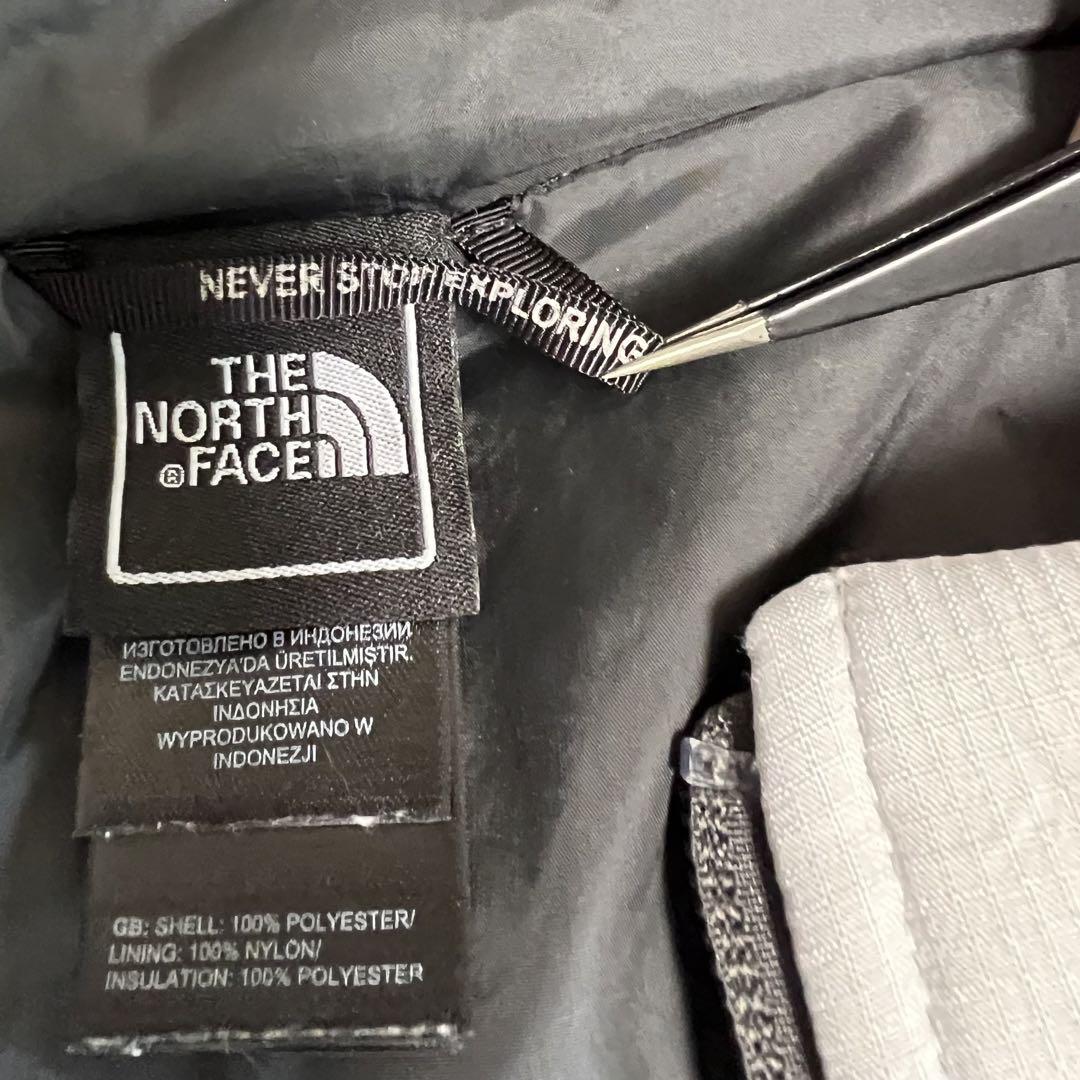 NEVER STOP EXPLORING
THE
NORTH
®FACE
ИЗГОТОВЛЕНО В ИНДОНЕЗИИ
ENDONEZYA'DA ÜRETILMIŞTIR.
ΚΑΤΑΣΚΕΥΑΖΕΤΑΙ ΣΤΗΝ
ΙΝΔΟΝΗΣΙΑ
WYPRODUKOWANO W
INDONEZJI
GB: SHELL: 100% POLYESTER/
LINING: 100% NYLON/
INSULATION: 100% POLYESTER